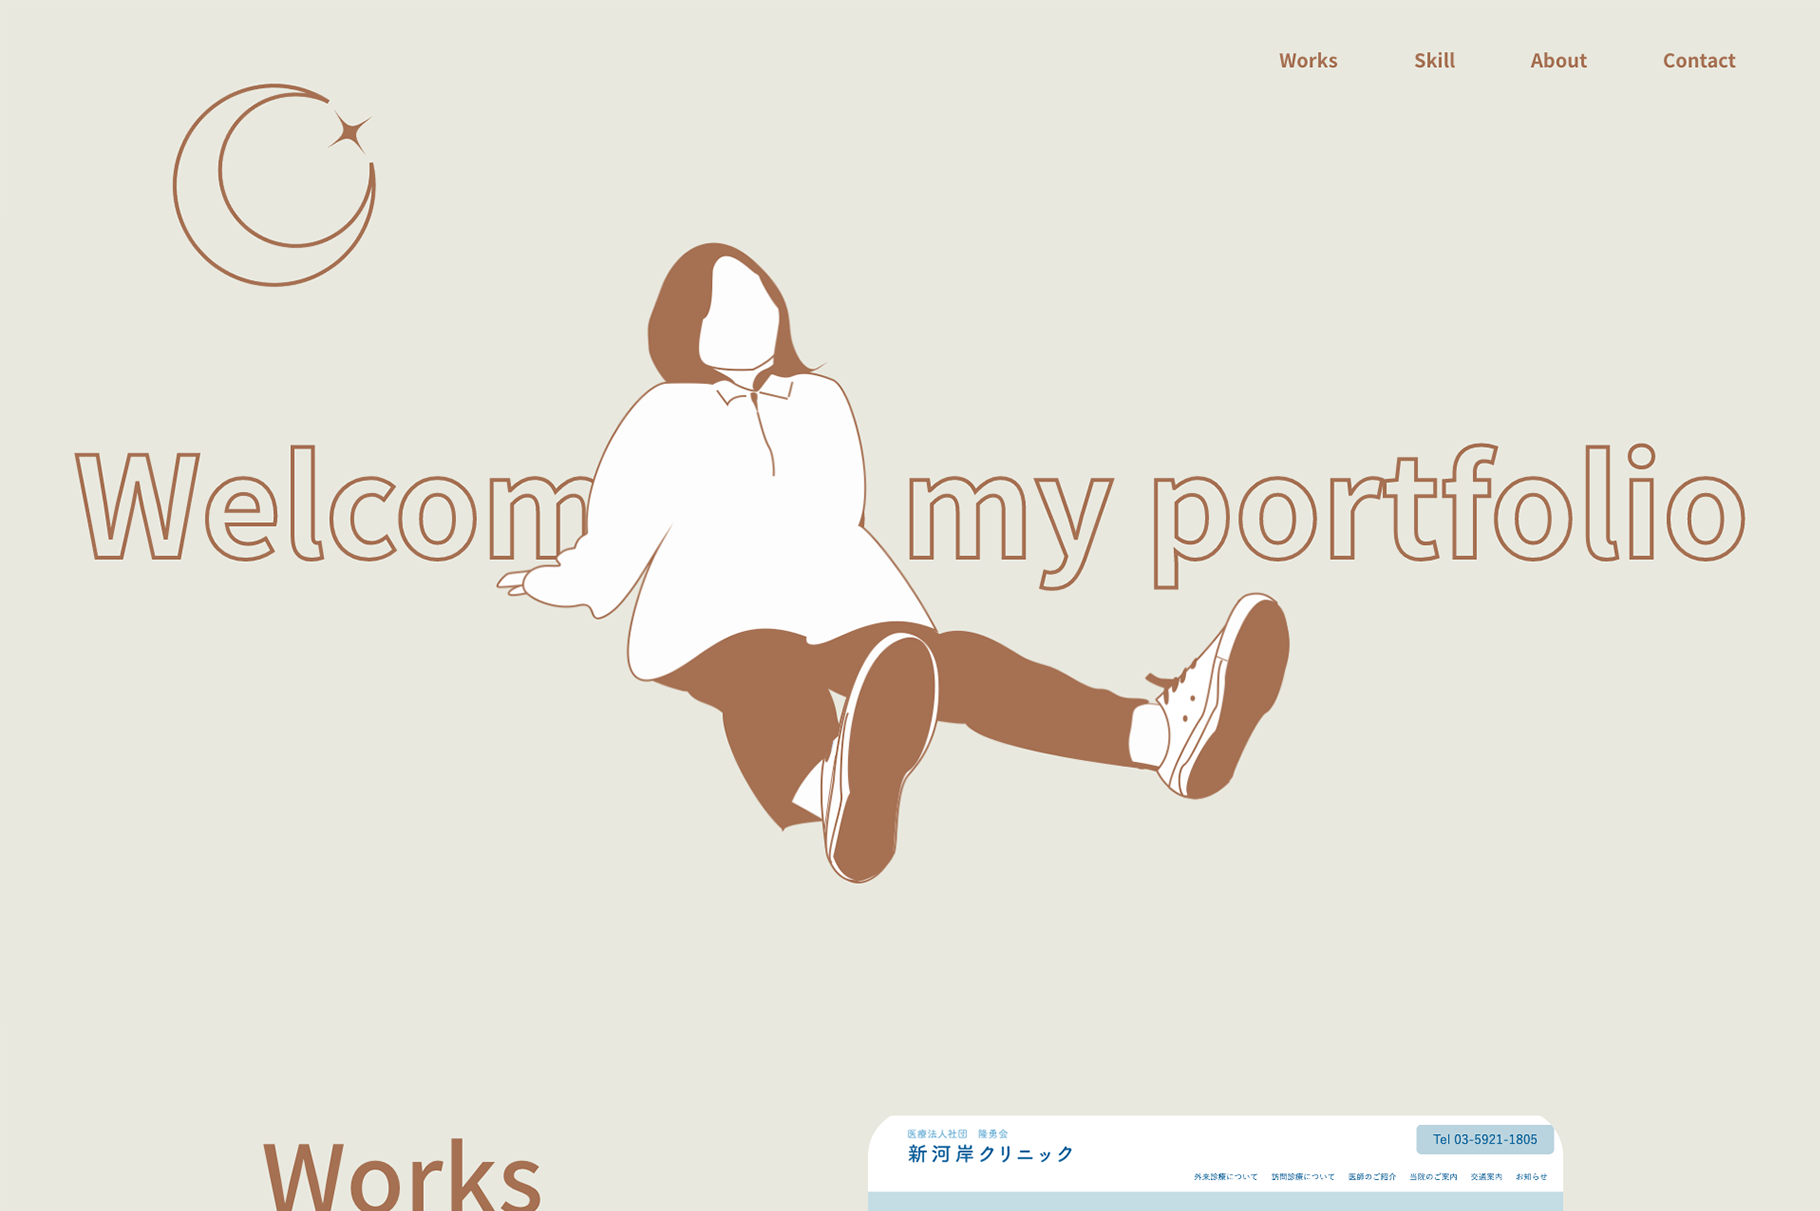 Works Skill About Contact
Welcom my portfolio
Works
医療法人社団 隆勇会
新河岸クリニック
Tel 03-5921-1805
外来診療について 訪問診療について 医師のご紹介 当院のご案内 交通案内 お知らせ